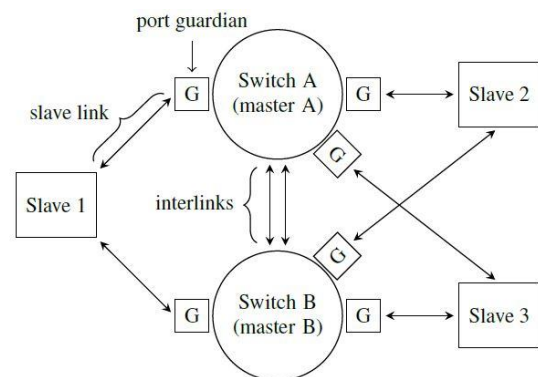 port guardian
G
Switch A
(master A)
G
Slave 2
slave link
G
Slave 1
interlinks
G
G
Switch B
(master B)
G
Slave 3